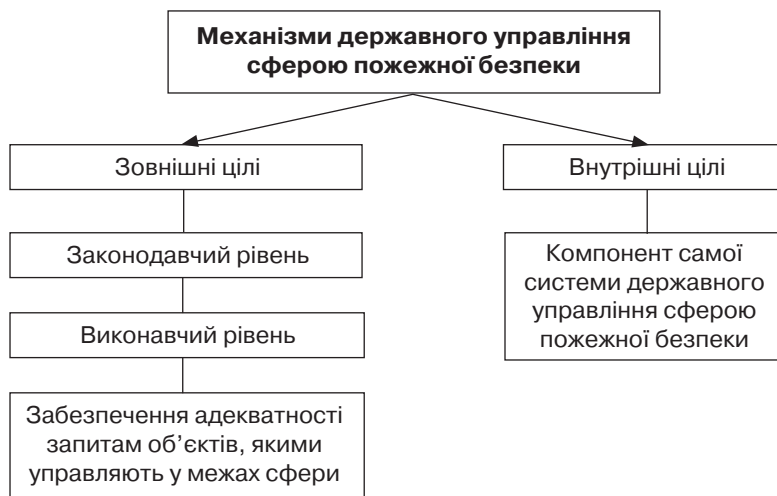 Механізми державного управління
сферою пожежної безпеки
Зовнішні цілі
Законодавчий рівень
Виконавчий рівень
Забезпечення адекватності
запитам об’єктів, якими
управляють у межах сфери
Внутрішні цілі
Компонент самої
системи державного
управління сферою
пожежної безпеки